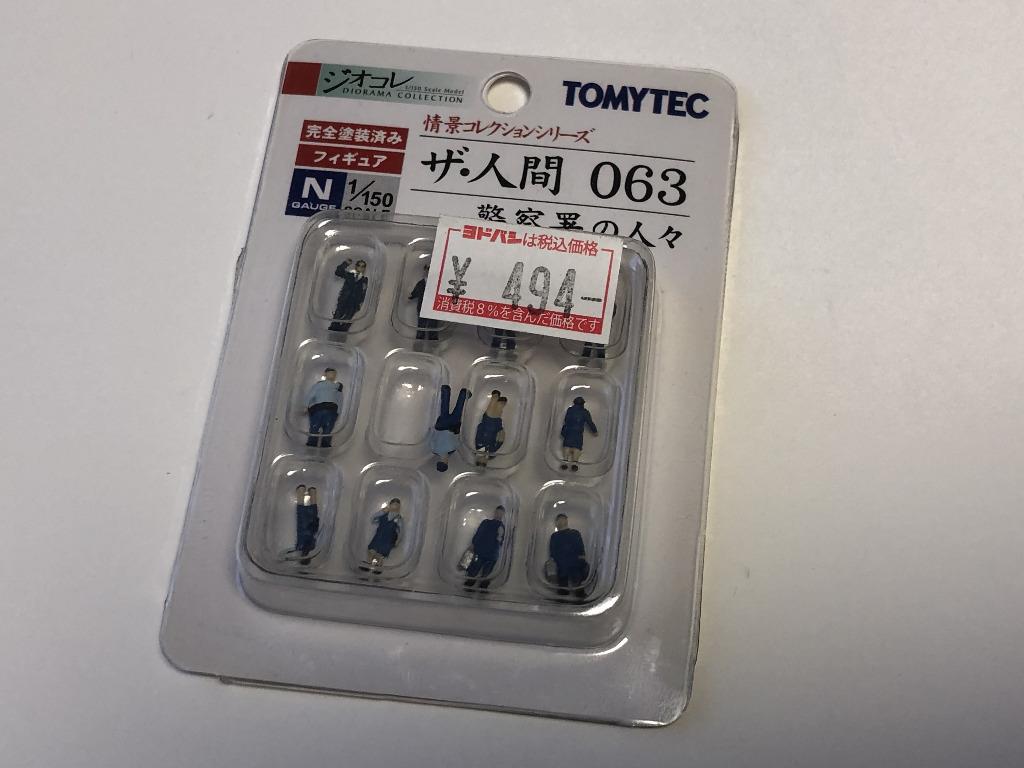 ジオコレ
1/150 Scale Model
DIORAMA COLLECTION
TOMYTEC
情景コレクションシリーズ
完全塗装済み
フィギュア
ザ・人間 063
N
GAUGE
1/150
SCALE
警察署の人々
ヨドバシは税込価格
¥ 494-
消費税8%を含んだ価格です